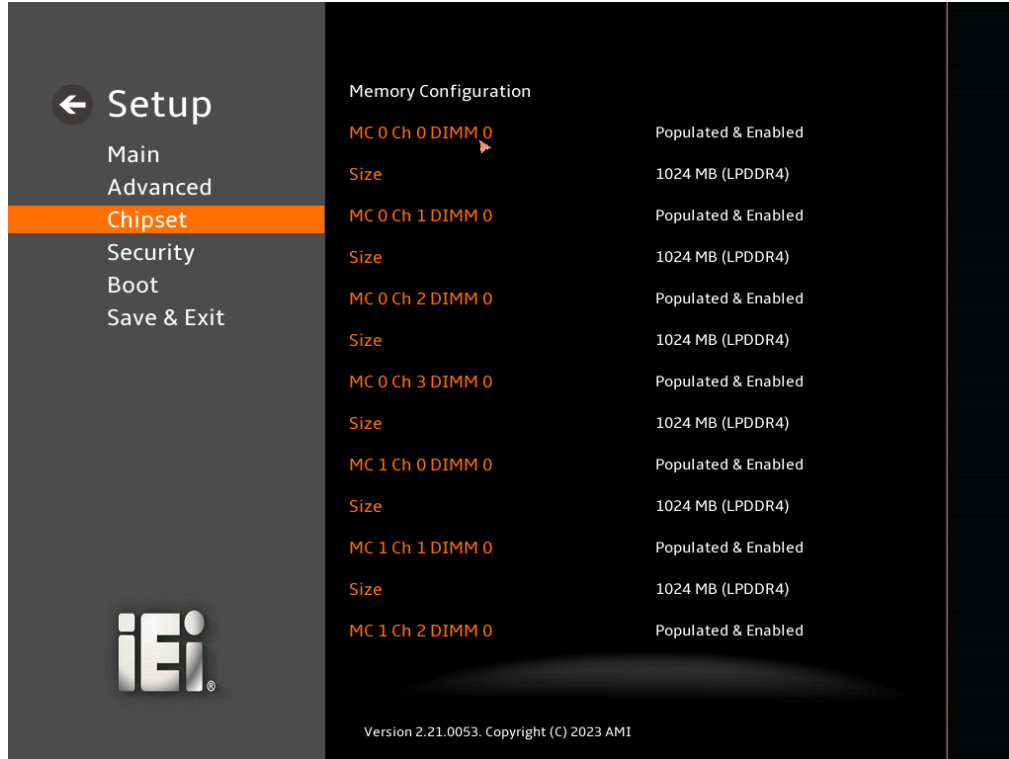 Setup
Main
Advanced
Chipset
Security
Boot
Save & Exit
iEi®
Memory Configuration
MC 0 Ch 0 DIMM 0 Populated & Enabled
Size 1024 MB (LPDDR4)
MC 0 Ch 1 DIMM 0 Populated & Enabled
Size 1024 MB (LPDDR4)
MC 0 Ch 2 DIMM 0 Populated & Enabled
Size 1024 MB (LPDDR4)
MC 0 Ch 3 DIMM 0 Populated & Enabled
Size 1024 MB (LPDDR4)
MC 1 Ch 0 DIMM 0 Populated & Enabled
Size 1024 MB (LPDDR4)
MC 1 Ch 1 DIMM 0 Populated & Enabled
Size 1024 MB (LPDDR4)
MC 1 Ch 2 DIMM 0 Populated & Enabled
Version 2.21.0053. Copyright (C) 2023 AMI